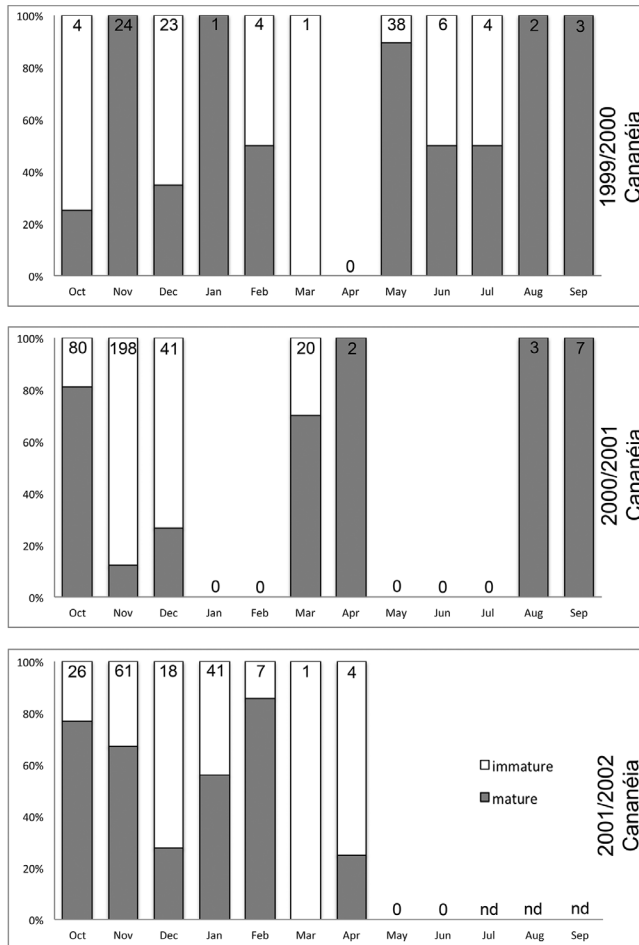 100%
4 24 23 1 4 1 38 6 4 2 3
80%
60%
40%
20%
0
0%
Oct Nov Dec Jan Feb Mar Apr May Jun Jul Aug Sep
1999/2000
Cananéia
100%
80 198 41 20 2 3 7
80%
60%
40%
20%
0 0 0 0 0
0%
Oct Nov Dec Jan Feb Mar Apr May Jun Jul Aug Sep
2000/2001
Cananéia
100%
26 61 18 41 7 1 4
80%
60%
immature
mature
40%
20%
0 0 nd nd nd
0%
Oct Nov Dec Jan Feb Mar Apr May Jun Jul Aug Sep
2001/2002
Cananéia